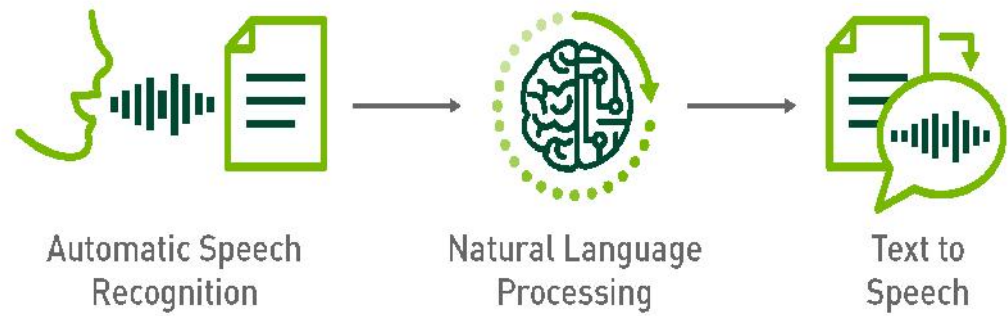 Automatic Speech
Recognition
Natural Language
Processing
Text to
Speech